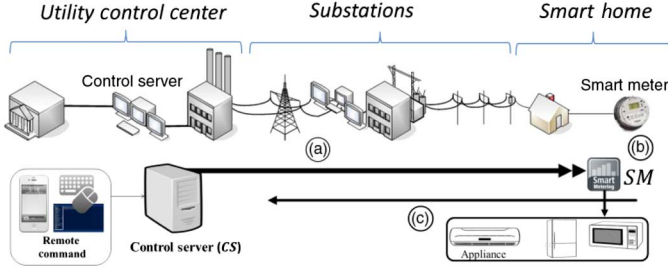 Utility control center
Substations
Smart home
Control server
Smart meter
(a)
(b)
Smart
Metering
SM
(c)
Remote
command
Control server (CS)
Appliance